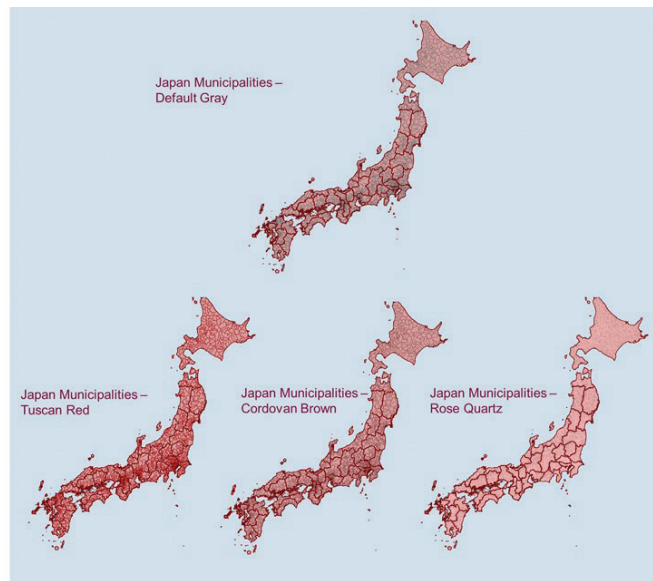 Japan Municipalities –
Default Gray
Japan Municipalities –
Tuscan Red
Japan Municipalities –
Cordovan Brown
Japan Municipalities –
Rose Quartz